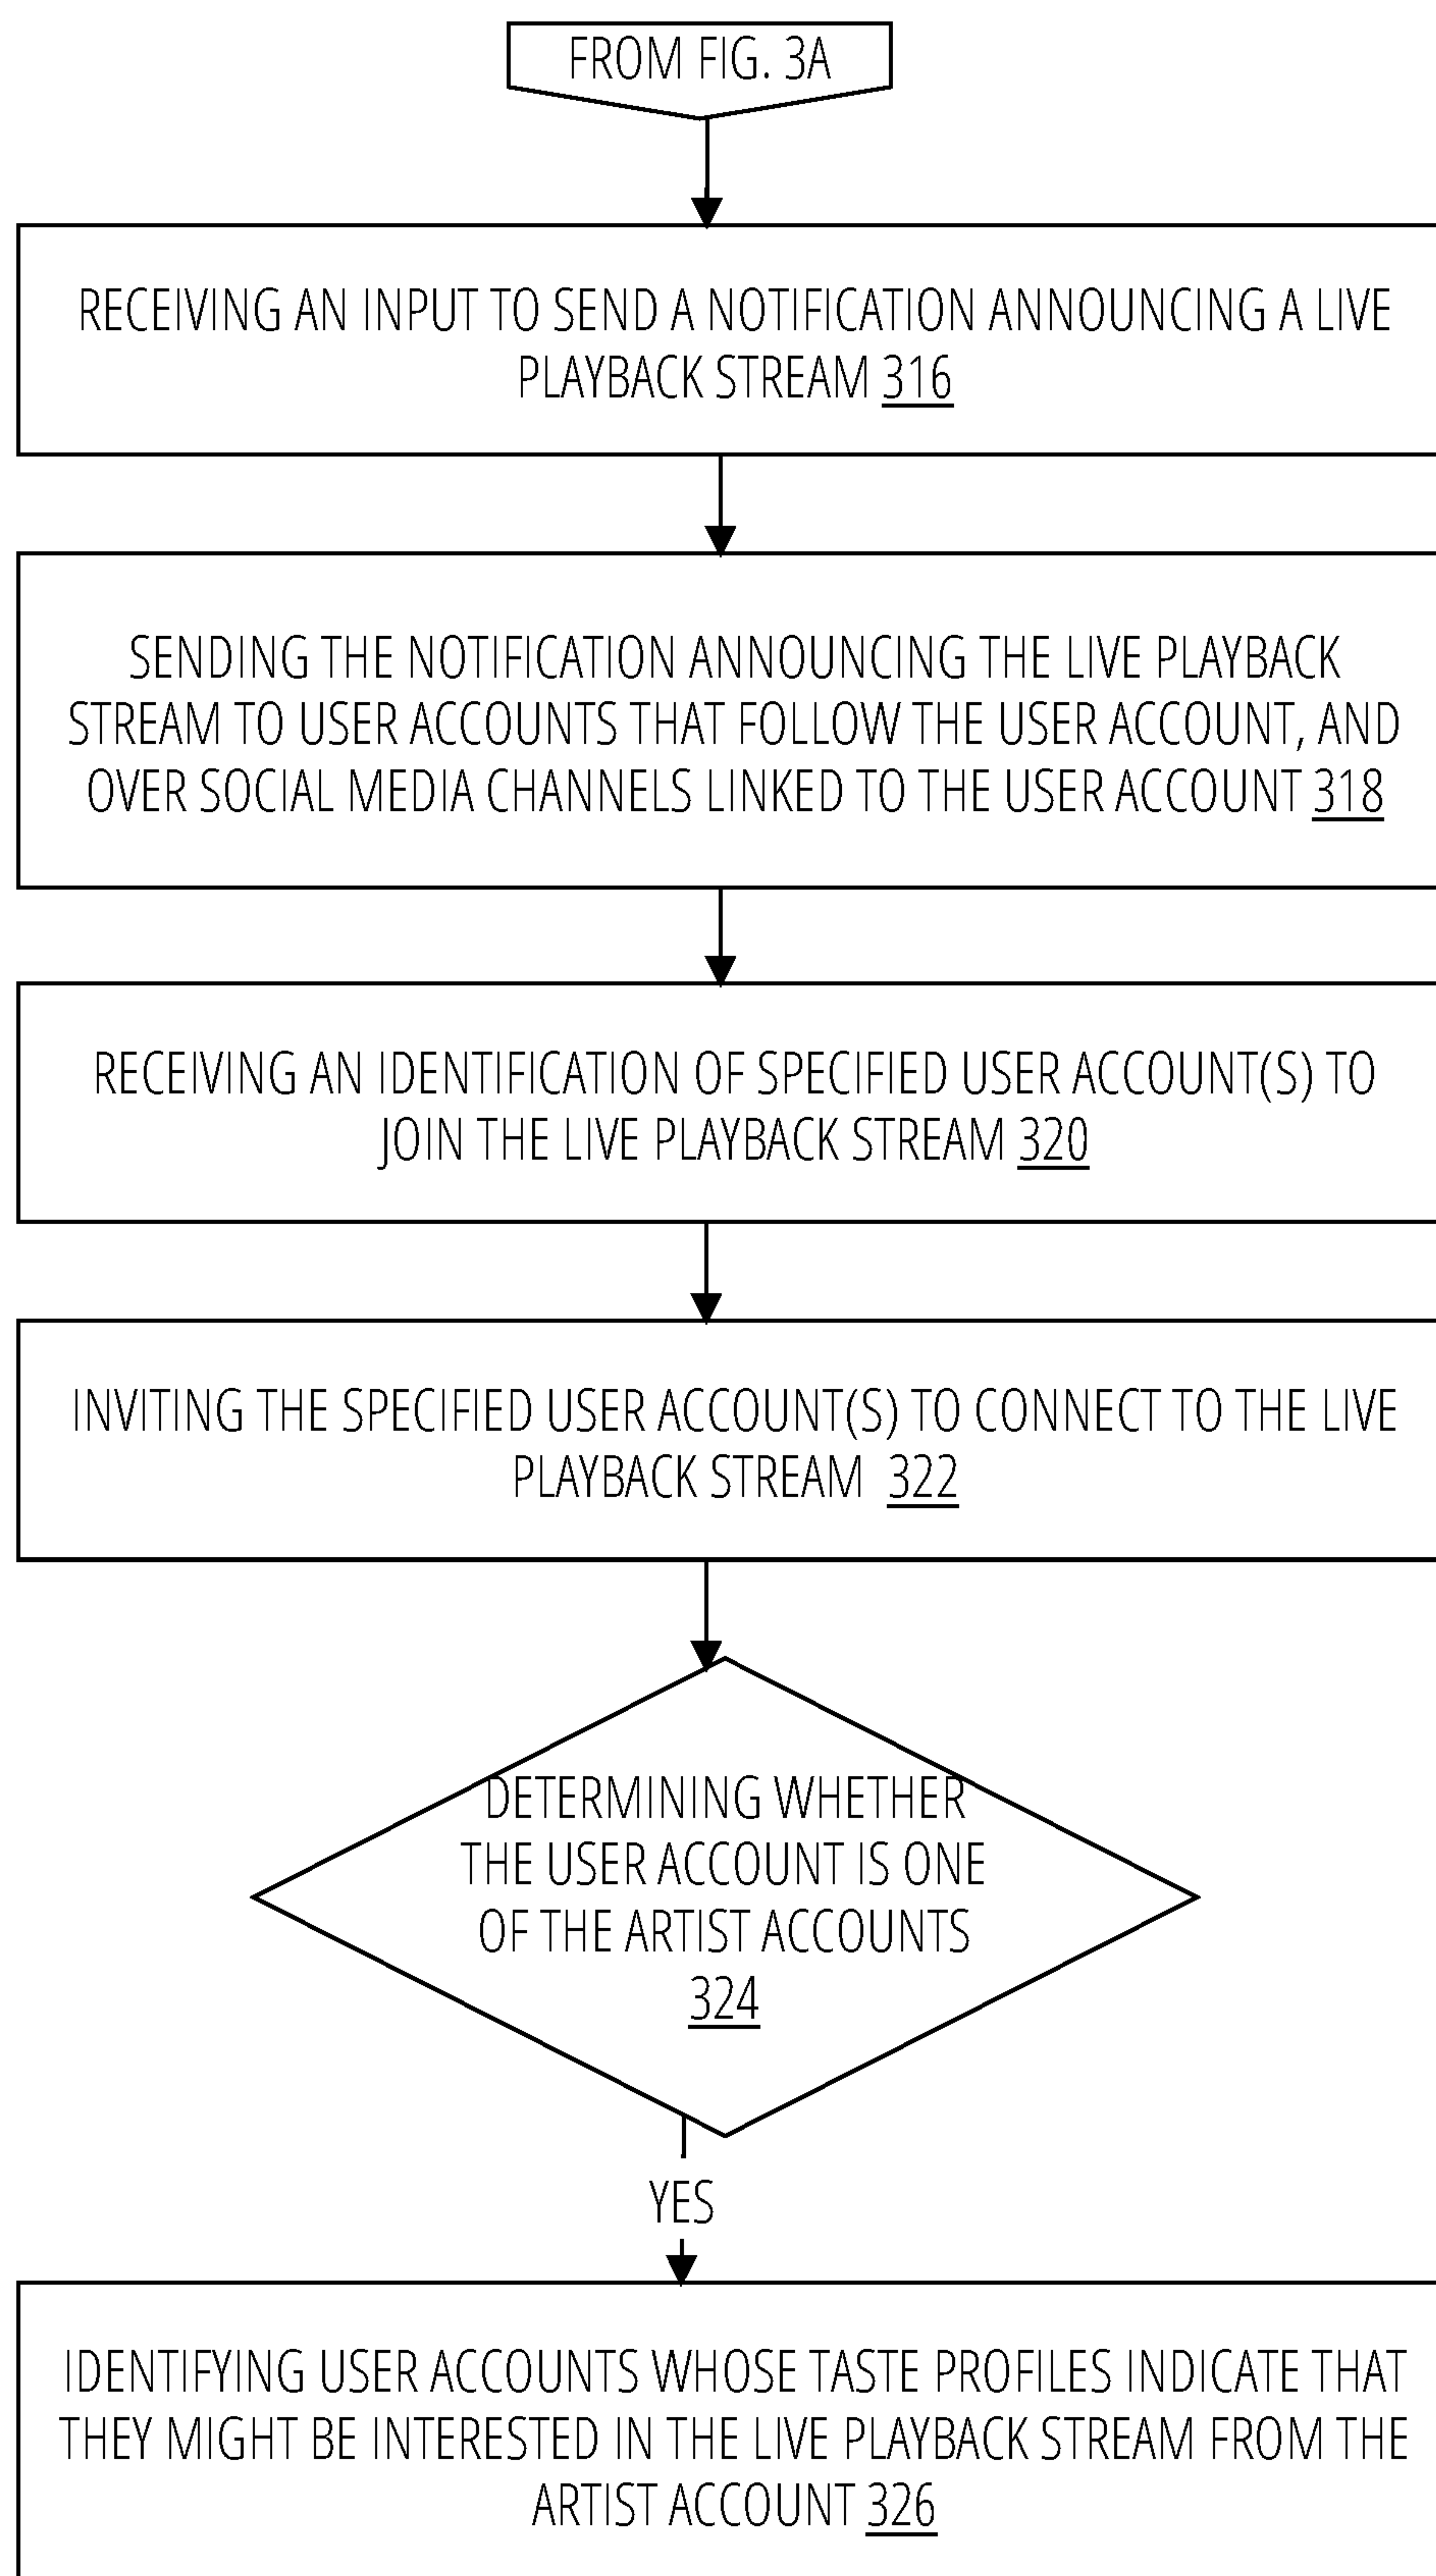 FROM FIG. 3A
RECEIVING AN INPUT TO SEND A NOTIFICATION ANNOUNCING A LIVE
PLAYBACK STREAM 316
SENDING THE NOTIFICATION ANNOUNCING THE LIVE PLAYBACK
STREAM TO USER ACCOUNTS THAT FOLLOW THE USER ACCOUNT, AND
OVER SOCIAL MEDIA CHANNELS LINKED TO THE USER ACCOUNT 318
RECEIVING AN IDENTIFICATION OF SPECIFIED USER ACCOUNT(S) TO
JOIN THE LIVE PLAYBACK STREAM 320
INVITING THE SPECIFIED USER ACCOUNT(S) TO CONNECT TO THE LIVE
PLAYBACK STREAM 322
DETERMINING WHETHER
THE USER ACCOUNT IS ONE
OF THE ARTIST ACCOUNTS
324
YES
IDENTIFYING USER ACCOUNTS WHOSE TASTE PROFILES INDICATE THAT
THEY MIGHT BE INTERESTED IN THE LIVE PLAYBACK STREAM FROM THE
ARTIST ACCOUNT 326